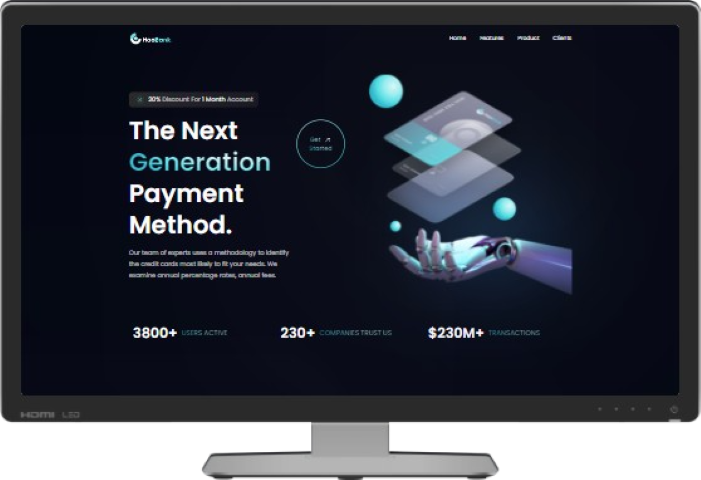 HooBank
Home Features Product Clients
20% Discount For 1 Month Account
The Next
Generation
Payment
Method.
Get
Started
Our team of experts uses a methodology to identify
the credit cards most likely to fit your needs. We
examine annual percentage rates, annual fees.
3800+ USERS ACTIVE
230+ COMPANIES TRUST US
$230M+ TRANSACTIONS
HDMI LED